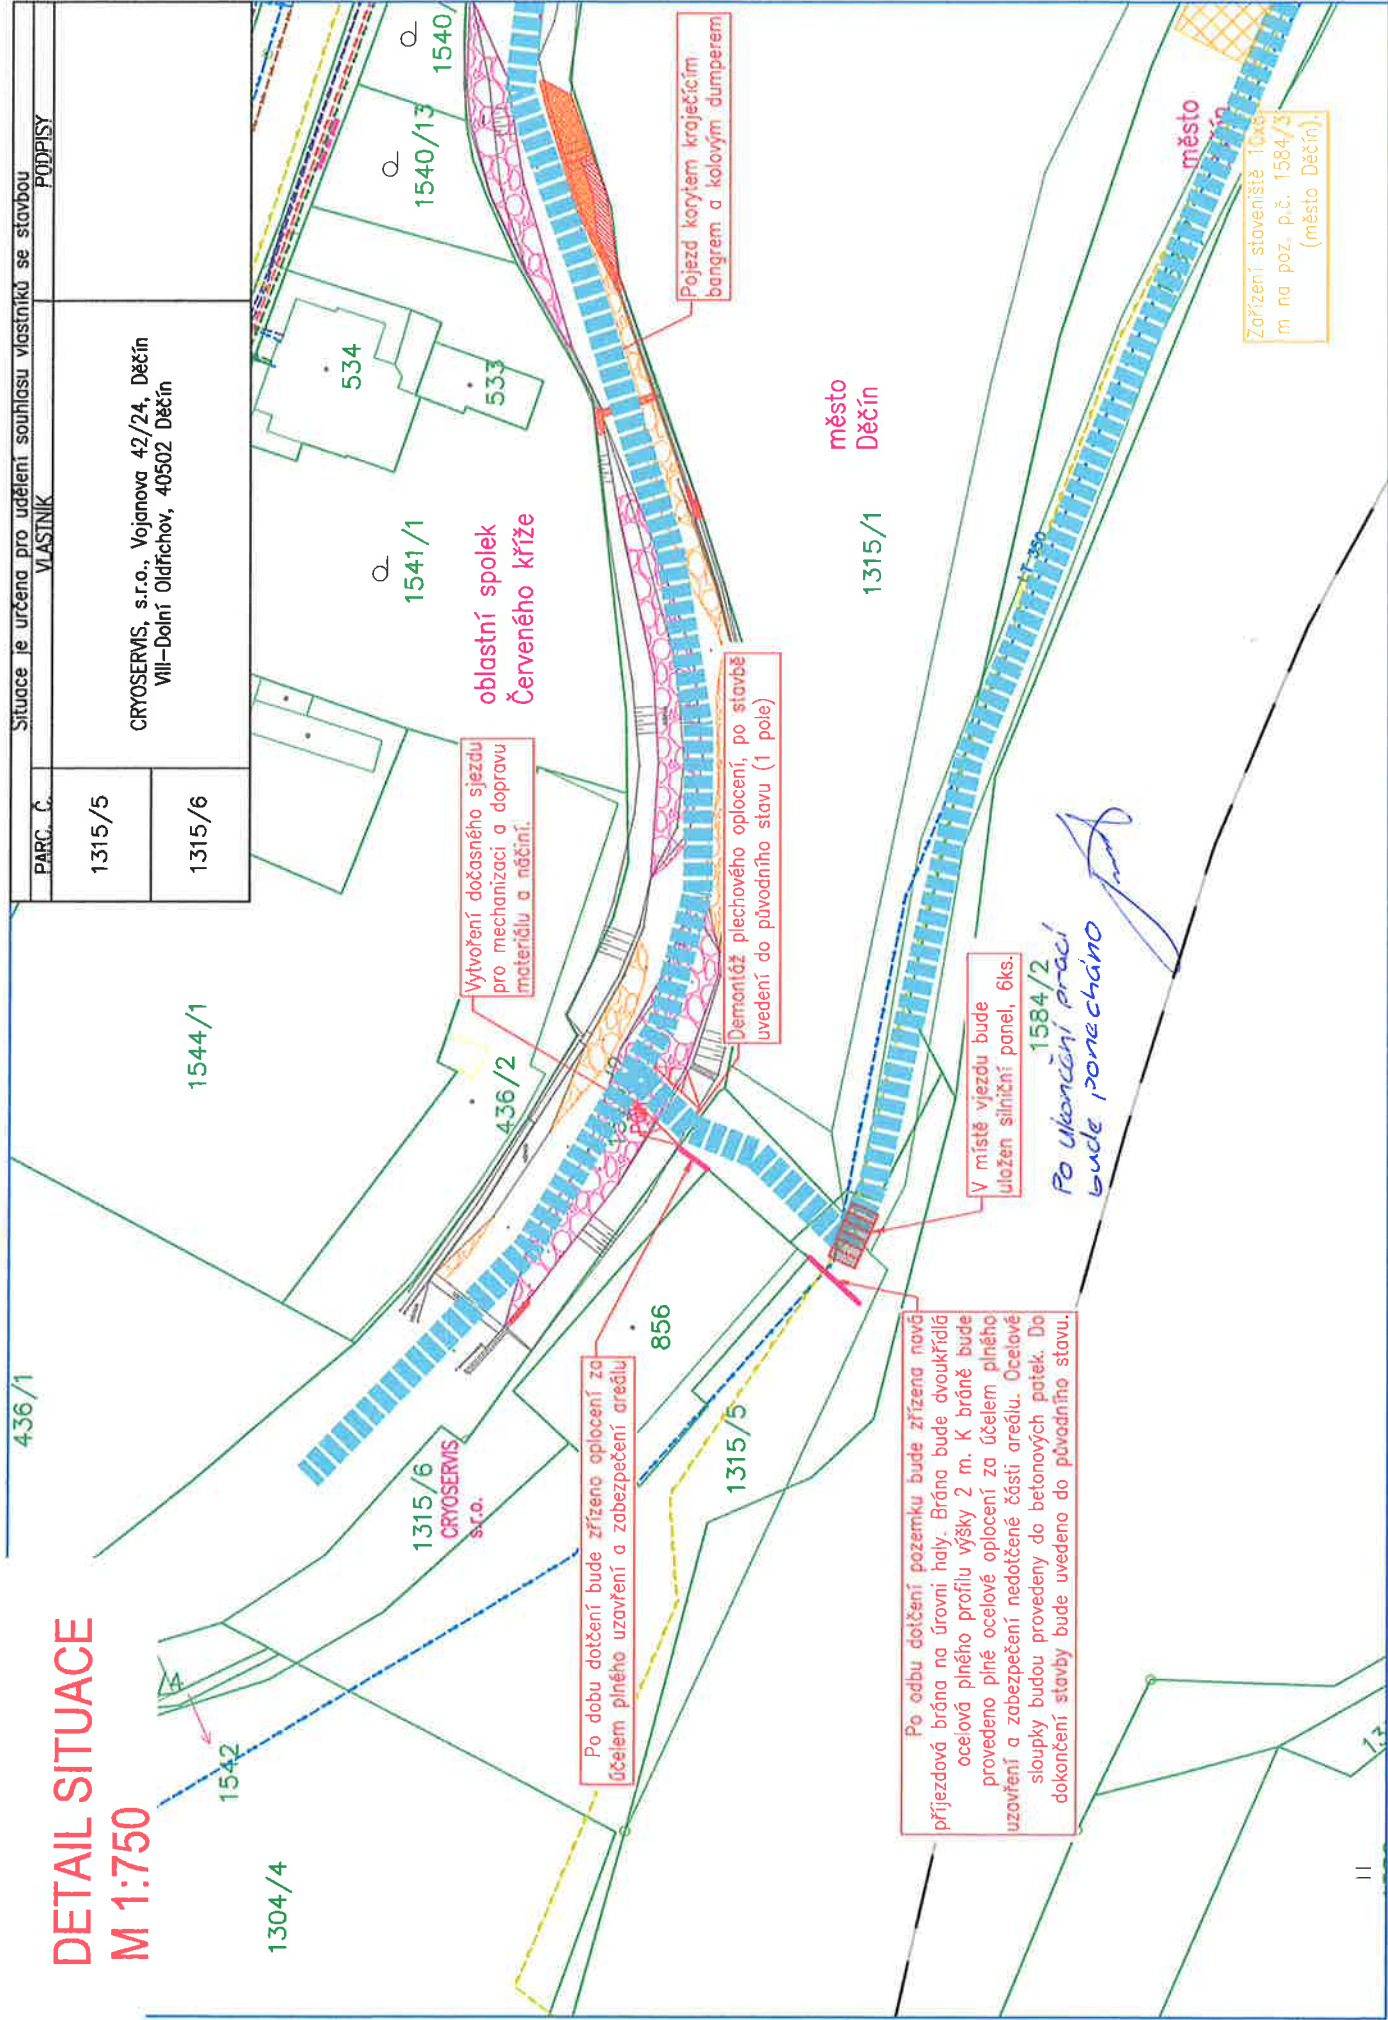 DETAIL SITUACE
M 1:750
Situace je určena pro udělení souhlasu vlastníků se stavbou
PARC. Č.
VLASTNÍK
PODPISY
1315/5
CRYOSERVIS, s.r.o., Vojanova 42/24, Děčín
VIII-Dolní Oldřichov, 40502 Děčín
1315/6
436/1
1544/1
1542
1304/4
1540/
1540/13
534
533
1541/1
oblastní spolek
Červeného kříže
Vytvoření dočasného sjezdu
pro mechanizaci a dopravu
materiálu a náčiní.
436/2
Pojezd korytem kraječícím
bangrem a kolovým dumperem
město
Děčín
1315/1
město
Zařízení staveniště
m na poz. p.č. 1584/3
(město Děčín).
Demontáž plechového oplocení, po stavbě
uvedení do původního stavu (1 pole)
LT-350
1315/6
CRYOSERVIS
s.r.o.
Po dobu dotčení bude zřízeno oplocení za
účelem plného uzavření a zabezpečení areálu
856
1315/5
V místě vjezdu bude
uložen silniční panel, 6ks.
1584/2
Po ukončení prací
bude ponecháno
Po odbu dotčení pozemku bude zřízena nová
příjezdová brána na úrovni haly. Brána bude dvoukřídlá
ocelová plného profilu výšky 2 m. K bráně bude
provedeno plné ocelové oplocení za účelem plného
uzavření a zabezpečení nedotčené části areálu. Ocelové
sloupky budou provedeny do betonových patek. Do
dokončení stavby bude uvedeno do původního stavu.